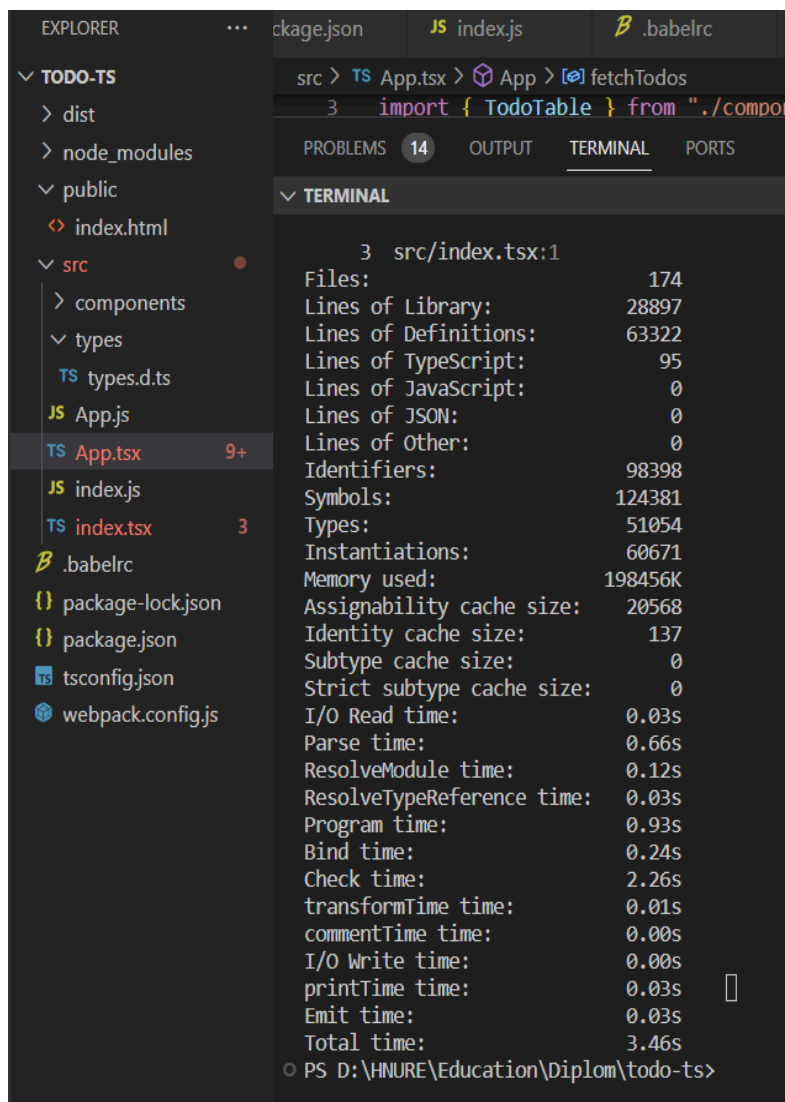 EXPLORER ...
TODO-TS
dist
node_modules
public
index.html
src
components
types
TS types.d.ts
JS App.js
TS App.tsx 9+
JS index.js
TS index.tsx 3
.babelrc
{} package-lock.json
{} package.json
TS tsconfig.json
webpack.config.js
ckage.json JS index.js .babelrc
src > TS App.tsx > App > fetchTodos
3 import { TodoTable } from "./compo
PROBLEMS 14 OUTPUT TERMINAL PORTS
TERMINAL
3 src/index.tsx:1
Files: 174
Lines of Library: 28897
Lines of Definitions: 63322
Lines of TypeScript: 95
Lines of JavaScript: 0
Lines of JSON: 0
Lines of Other: 0
Identifiers: 98398
Symbols: 124381
Types: 51054
Instantiations: 60671
Memory used: 198456K
Assignability cache size: 20568
Identity cache size: 137
Subtype cache size: 0
Strict subtype cache size: 0
I/O Read time: 0.03s
Parse time: 0.66s
ResolveModule time: 0.12s
ResolveTypeReference time: 0.03s
Program time: 0.93s
Bind time: 0.24s
Check time: 2.26s
transformTime time: 0.01s
commentTime time: 0.00s
I/O Write time: 0.00s
printTime time: 0.03s
Emit time: 0.03s
Total time: 3.46s
PS D:\HNURE\Education\Diplom\todo-ts>